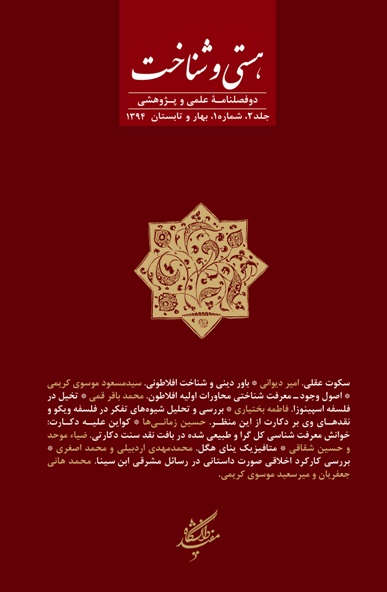 هستی و شناخت
دوفصلنامهٔ علمی و پژوهشی
جلد۲، شماره۱، بهار و تابستان ۱۳۹۴
سکوت عقلی. امیر دیوانی * باور دینی و شناخت افلاطونی. سیدمسعود موسوی کریمی
* اصول وجود ـ معرفت شناختی محاورات اولیه افلاطون. محمد باقر قمی * تخیل در
فلسفه اسپینوزا. فاطمه بختیاری * بررسی و تحلیل شیوه‌های تفکر در فلسفه ویکو و
نقدهای وی بر دکارت از این منظر. حسین زمانی‌ها * کواین علیه دکارت:
خوانش معرفت شناسی کل گرا و طبیعی شده در بافت نقد سنت دکارتی. ضیاء موحد
و حسین شقاقی * متافیزیک بنای هگل. محمدمهدی اردبیلی و محمد اصغری *
بررسی کارکرد اخلاقی صورت داستانی در رسائل مشرقی ابن سینا. محمد هانی
جعفریان و میرسعید موسوی کریمی.
دانشگاه مفید